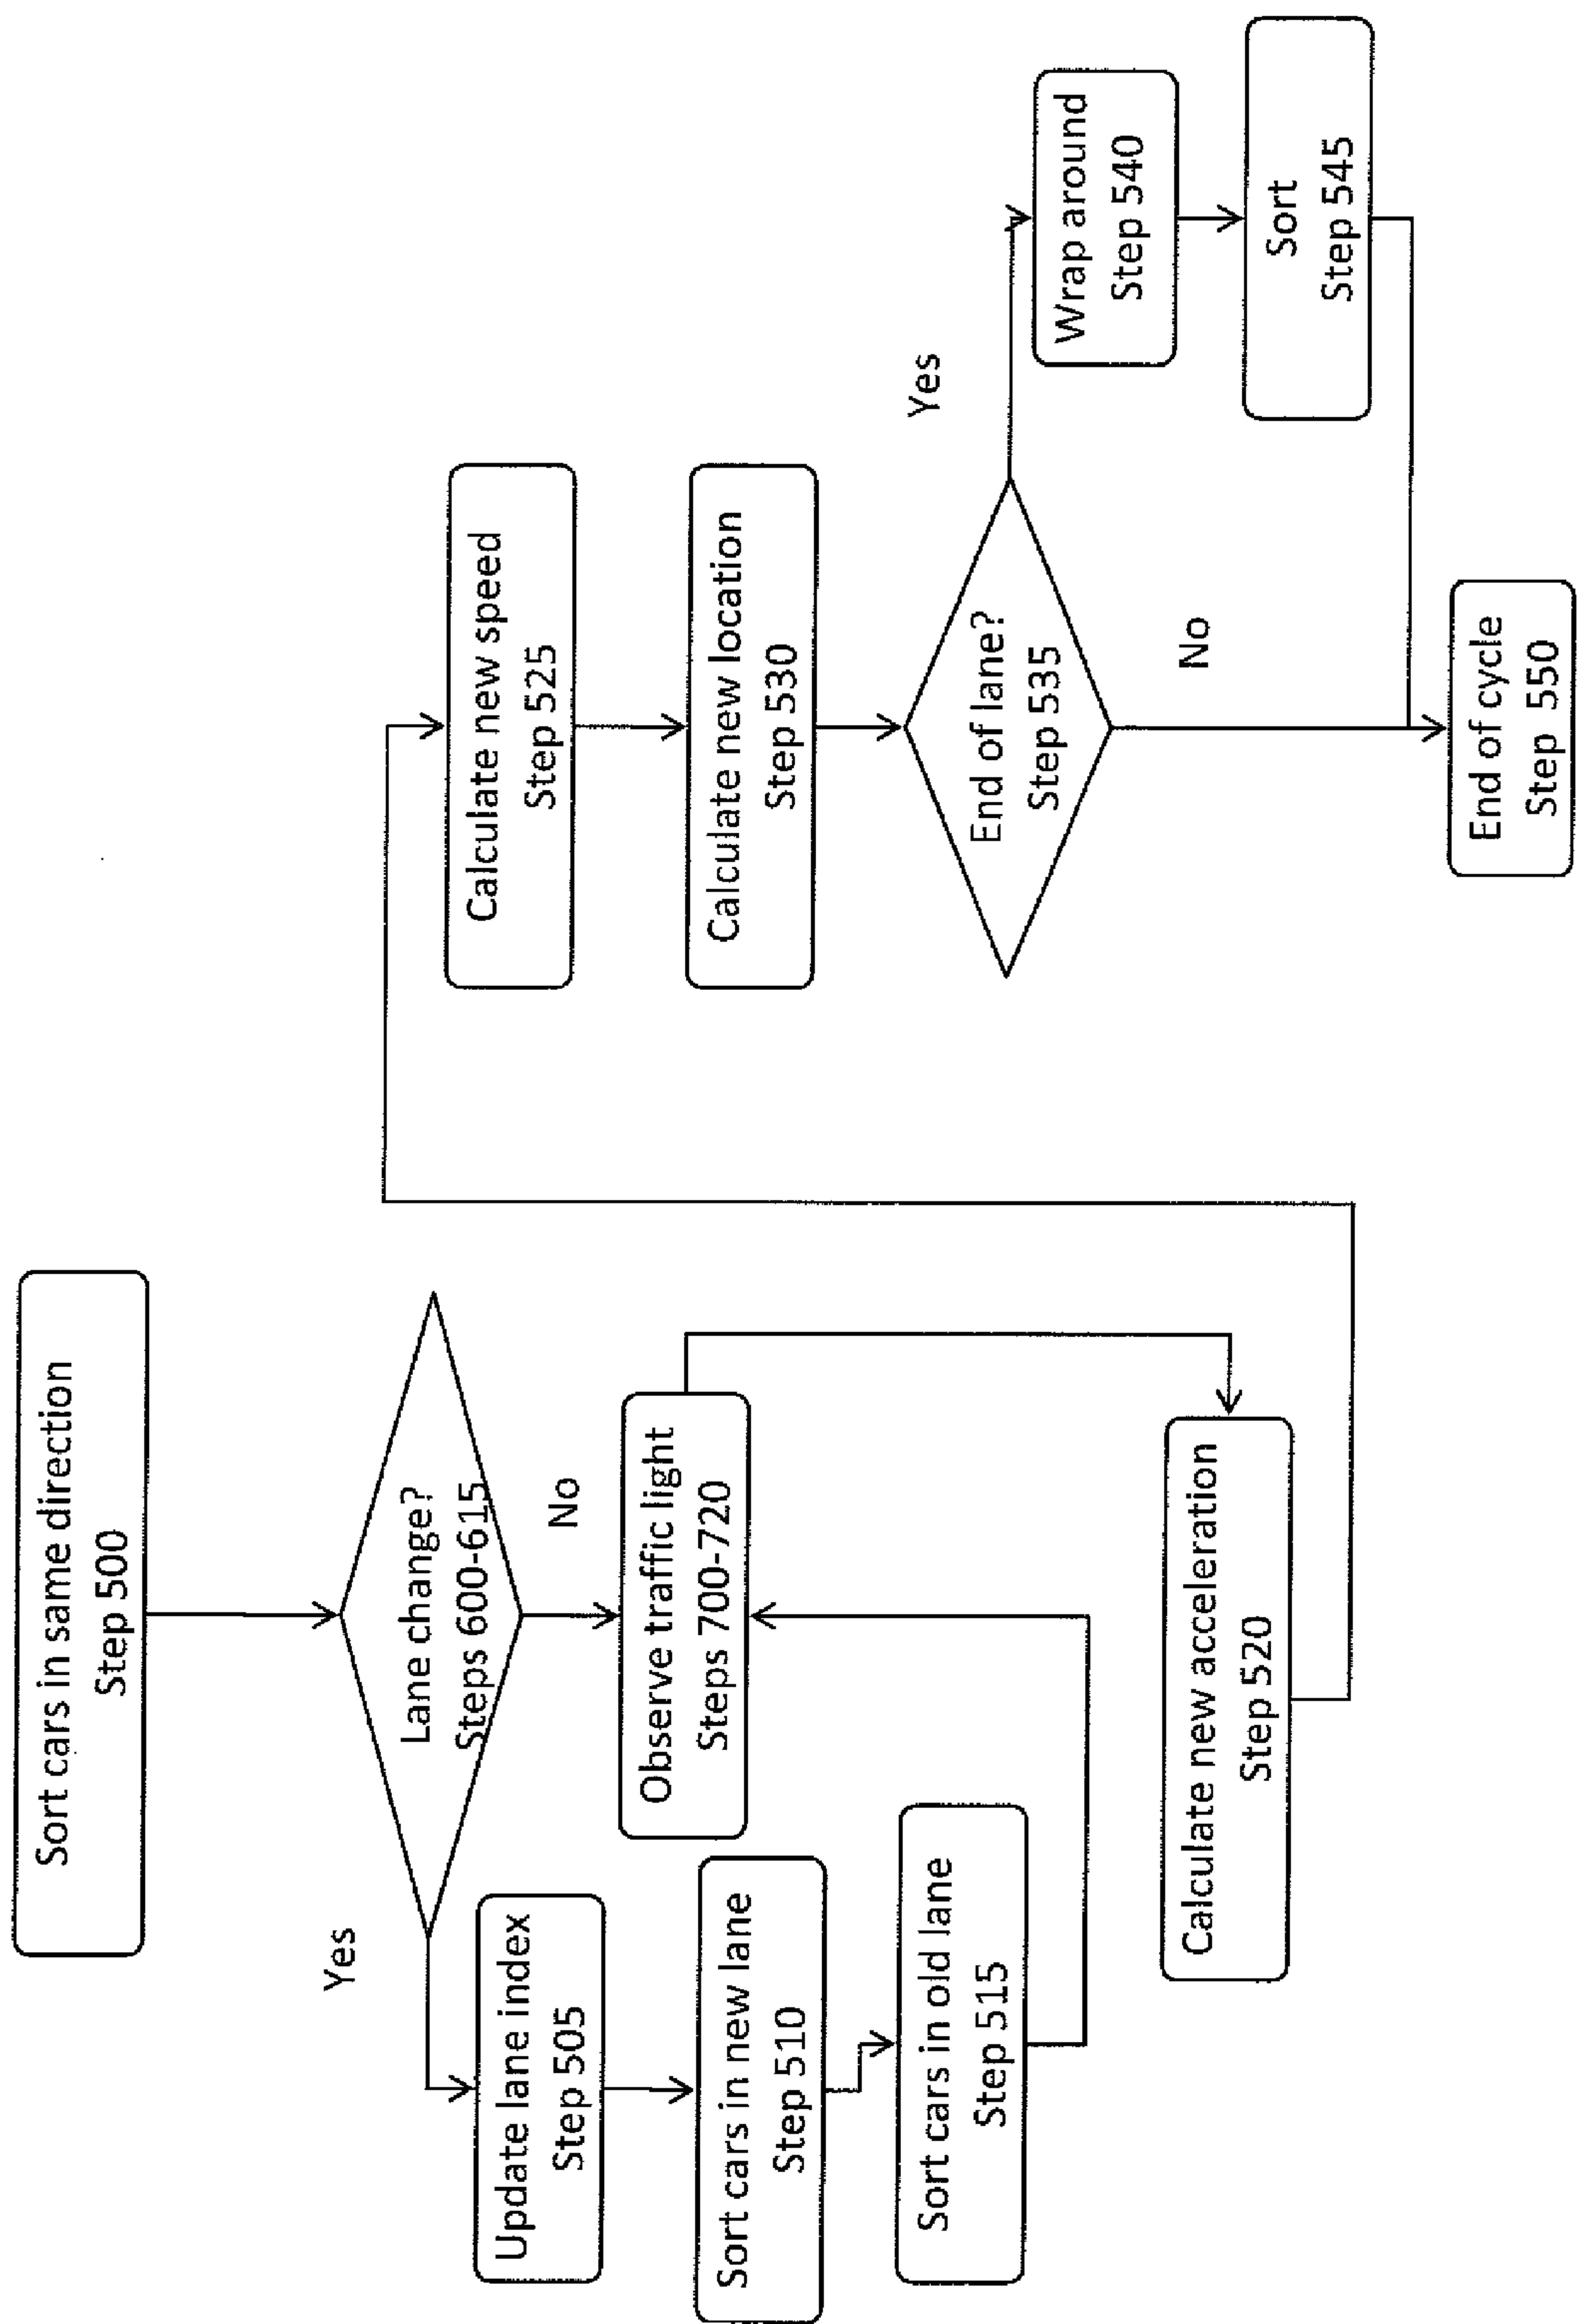 Sort cars in same direction
Step 500
Lane change?
Steps 600-615
Yes
No
Update lane index
Step 505
Sort cars in new lane
Step 510
Sort cars in old lane
Step 515
Observe traffic light
Steps 700-720
Calculate new acceleration
Step 520
Calculate new speed
Step 525
Calculate new location
Step 530
End of lane?
Step 535
Yes
No
Wrap around
Step 540
Sort
Step 545
End of cycle
Step 550